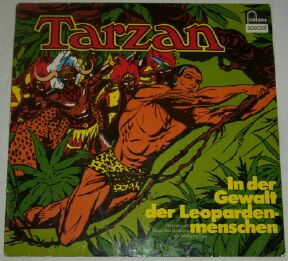 Tarzan
fontana
special
In der
Gewalt
der Leoparden-
menschen